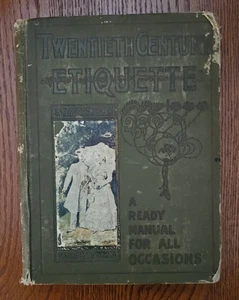 TWENTIETH CENTURY
ETIQUETTE
A
READY
MANUAL
FOR ALL
OCCASIONS